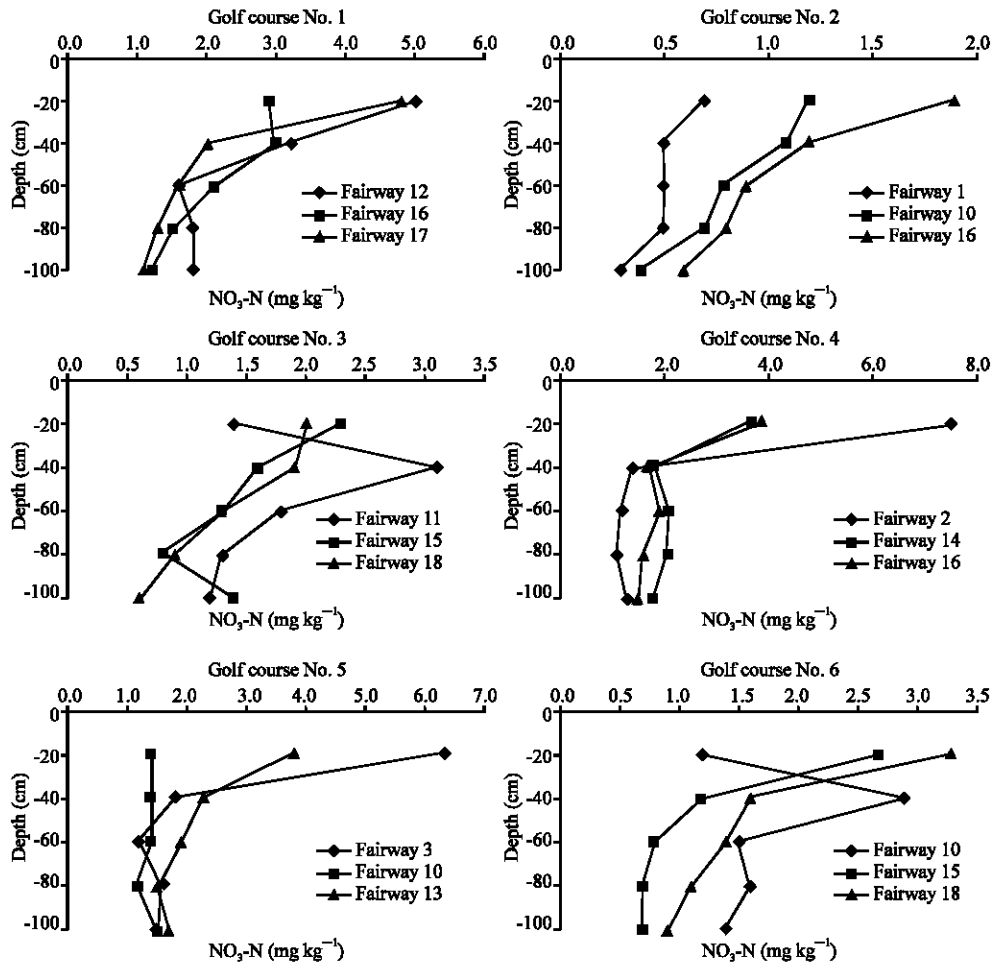 Golf course No. 1
0.0 1.0 2.0 3.0 4.0 5.0 6.0
0
-20
-40
-60
-80
-100
Depth (cm)
Fairway 12
Fairway 16
Fairway 17
NO₃-N (mg kg⁻¹)
Golf course No. 2
0.0 0.5 1.0 1.5 2.0
0
-20
-40
-60
-80
-100
Depth (cm)
Fairway 1
Fairway 10
Fairway 16
NO₃-N (mg kg⁻¹)
Golf course No. 3
0.0 0.5 1.0 1.5 2.0 2.5 3.0 3.5
0
-20
-40
-60
-80
-100
Depth (cm)
Fairway 11
Fairway 15
Fairway 18
NO₃-N (mg kg⁻¹)
Golf course No. 4
0.0 2.0 4.0 6.0 8.0
0
-20
-40
-60
-80
-100
Depth (cm)
Fairway 2
Fairway 14
Fairway 16
NO₃-N (mg kg⁻¹)
Golf course No. 5
0.0 1.0 2.0 3.0 4.0 5.0 6.0 7.0
0
-20
-40
-60
-80
-100
Depth (cm)
Fairway 3
Fairway 10
Fairway 13
NO₃-N (mg kg⁻¹)
Golf course No. 6
0.0 0.5 1.0 1.5 2.0 2.5 3.0 3.5
0
-20
-40
-60
-80
-100
Depth (cm)
Fairway 10
Fairway 15
Fairway 18
NO₃-N (mg kg⁻¹)